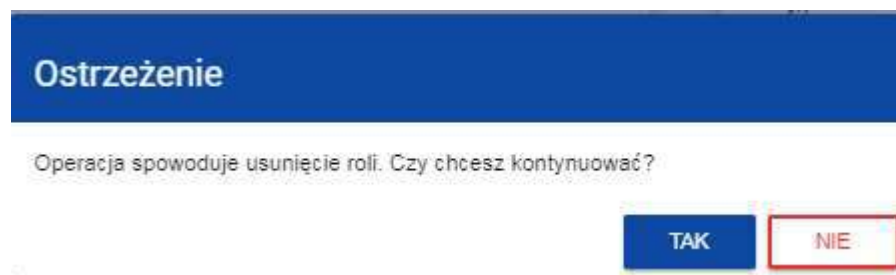 Ostrzeżenie
Operacja spowoduje usunięcie roli. Czy chcesz kontynuować?
TAK NIE